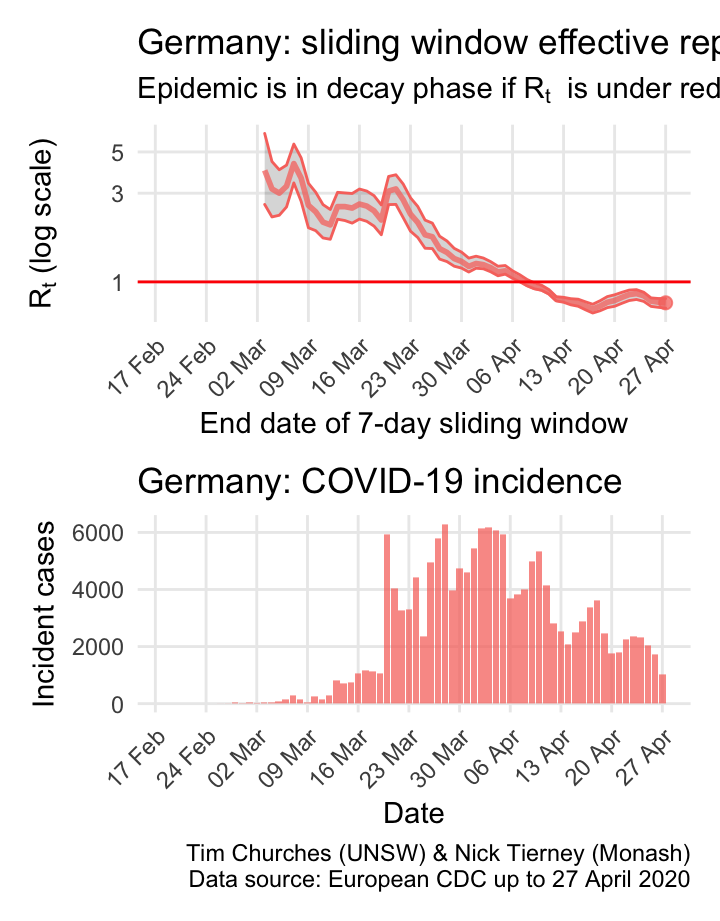 Germany: sliding window effective rep
Epidemic is in decay phase if Rt is under red
Rt (log scale)
5
3
1
17 Feb
24 Feb
02 Mar
09 Mar
16 Mar
23 Mar
30 Mar
06 Apr
13 Apr
20 Apr
27 Apr
End date of 7-day sliding window
Germany: COVID-19 incidence
Incident cases
6000
4000
2000
0
17 Feb
24 Feb
02 Mar
09 Mar
16 Mar
23 Mar
30 Mar
06 Apr
13 Apr
20 Apr
27 Apr
Date
Tim Churches (UNSW) & Nick Tierney (Monash)
Data source: European CDC up to 27 April 2020